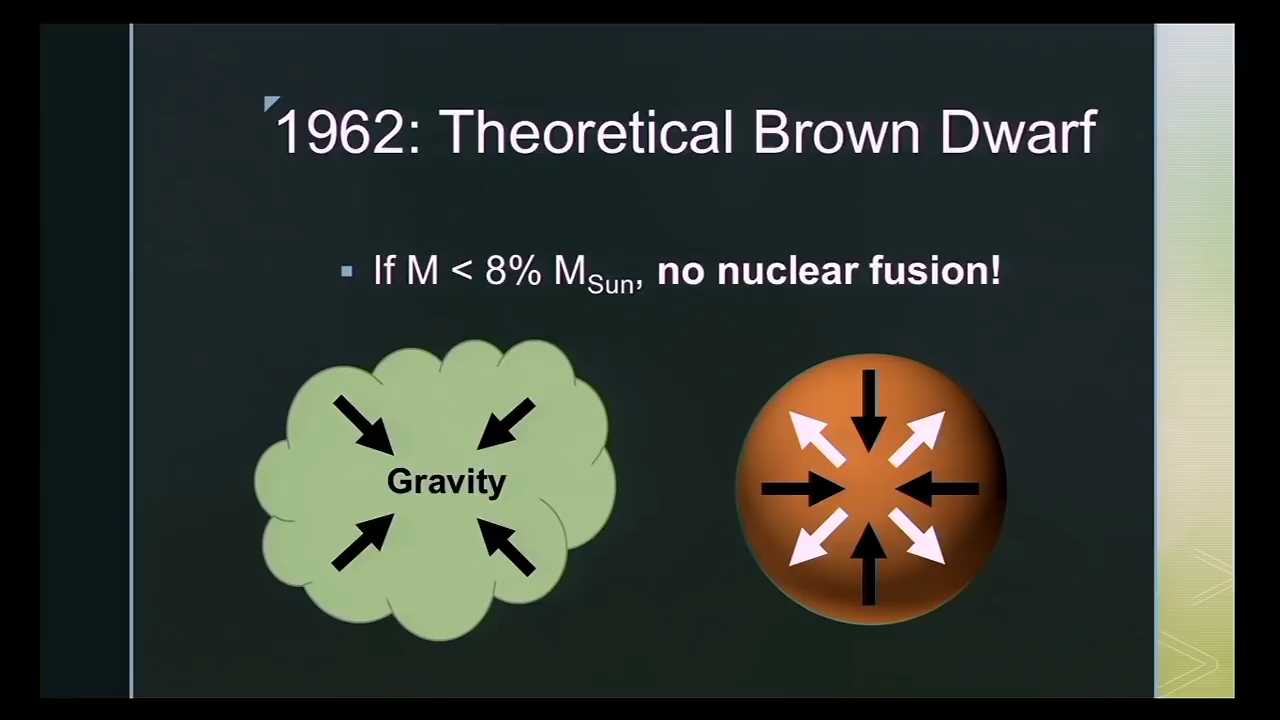 1962: Theoretical Brown Dwarf
▪ If M < 8% M_Sun, no nuclear fusion!
Gravity